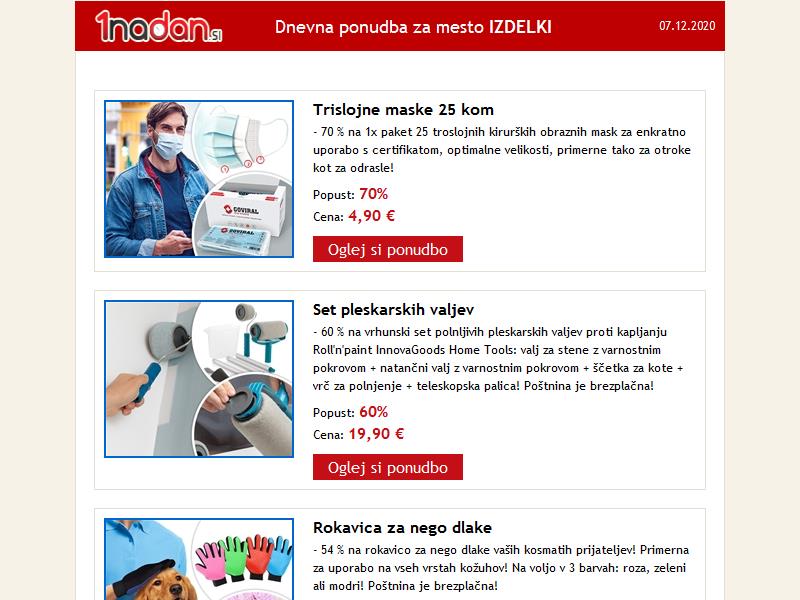 1nadan.si
Dnevna ponudba za mesto IZDELKI
07.12.2020
Trislojne maske 25 kom
- 70 % na 1x paket 25 troslojnih kirurških obraznih mask za enkratno
uporabo s certifikatom, optimalne velikosti, primerne tako za otroke
kot za odrasle!
Popust: 70%
Cena: 4,90 €
Oglej si ponudbo
GOVIRAL
GOVIRAL
Set pleskarskih valjev
- 60 % na vrhunski set polnljivih pleskarskih valjev proti kapljanju
Roll'n'paint InnovaGoods Home Tools: valj za stene z varnostnim
pokrovom + natančni valj z varnostnim pokrovom + ščetka za kote +
vrč za polnjenje + teleskopska palica! Poštnina je brezplačna!
Popust: 60%
Cena: 19,90 €
Oglej si ponudbo
Rokavica za nego dlake
- 54 % na rokavico za nego dlake vaših kosmatih prijateljev! Primerna
za uporabo na vseh vrstah kožuhov! Na voljo v 3 barvah: roza, zeleni
ali modri! Poštnina je brezplačna!